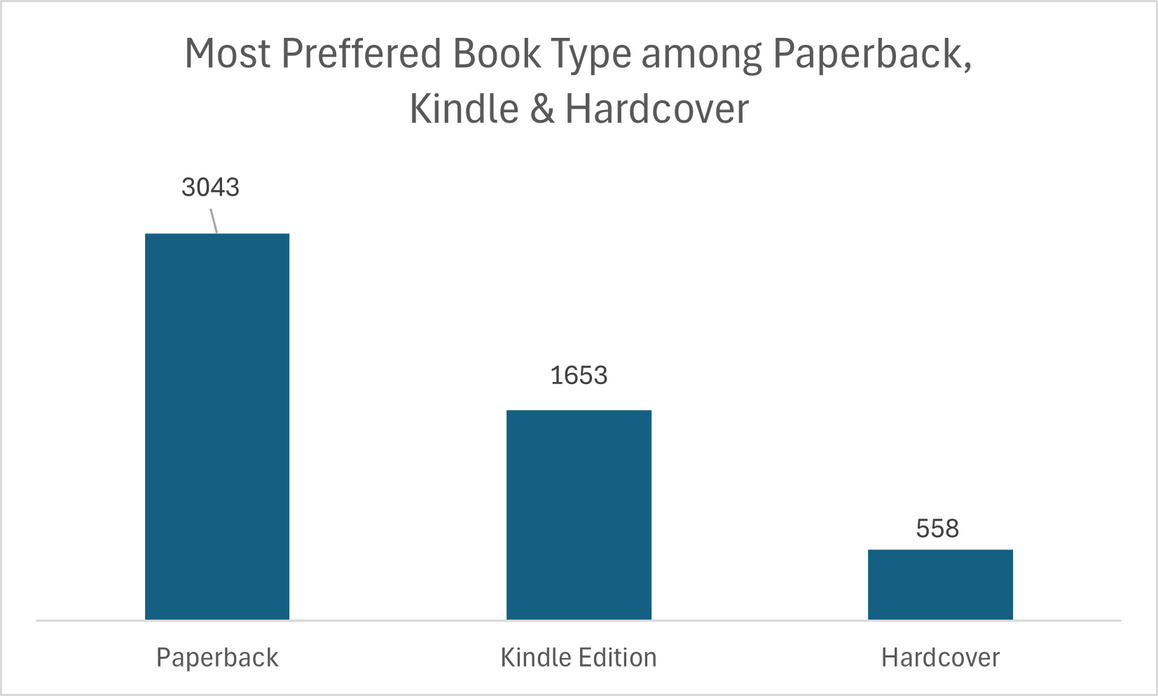 Most Preffered Book Type among Paperback,
Kindle & Hardcover
3043
1653
558
Paperback
Kindle Edition
Hardcover